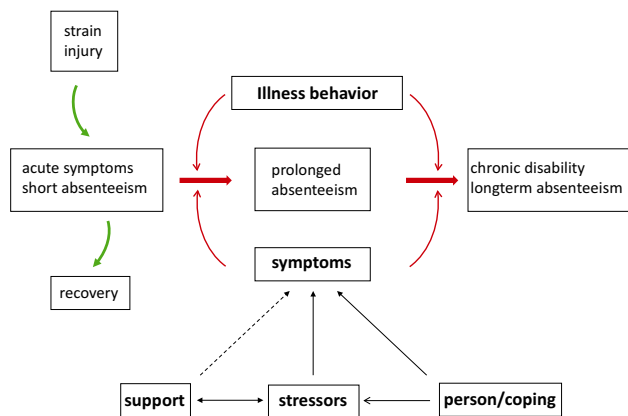 strain
injury
Illness behavior
acute symptoms
short absenteeism
prolonged
absenteeism
chronic disability
longterm absenteeism
symptoms
recovery
support
stressors
person/coping